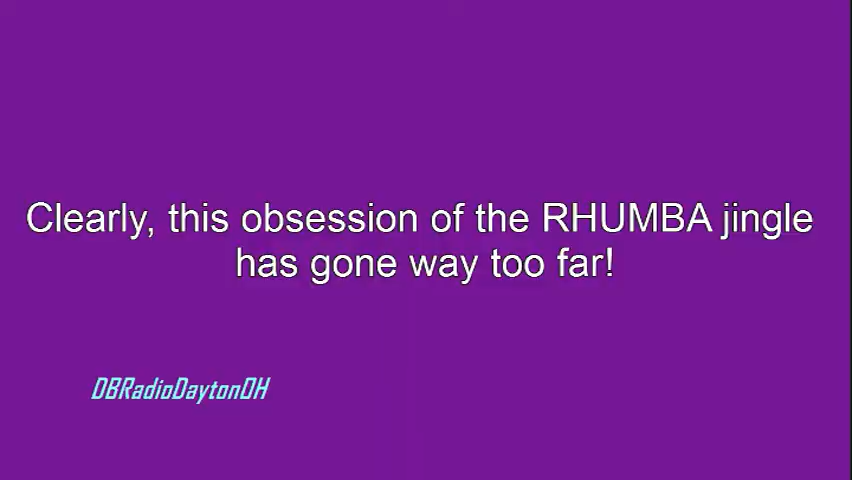 Clearly, this obsession of the RHUMBA jingle
has gone way too far!
DBRadioDaytonOH